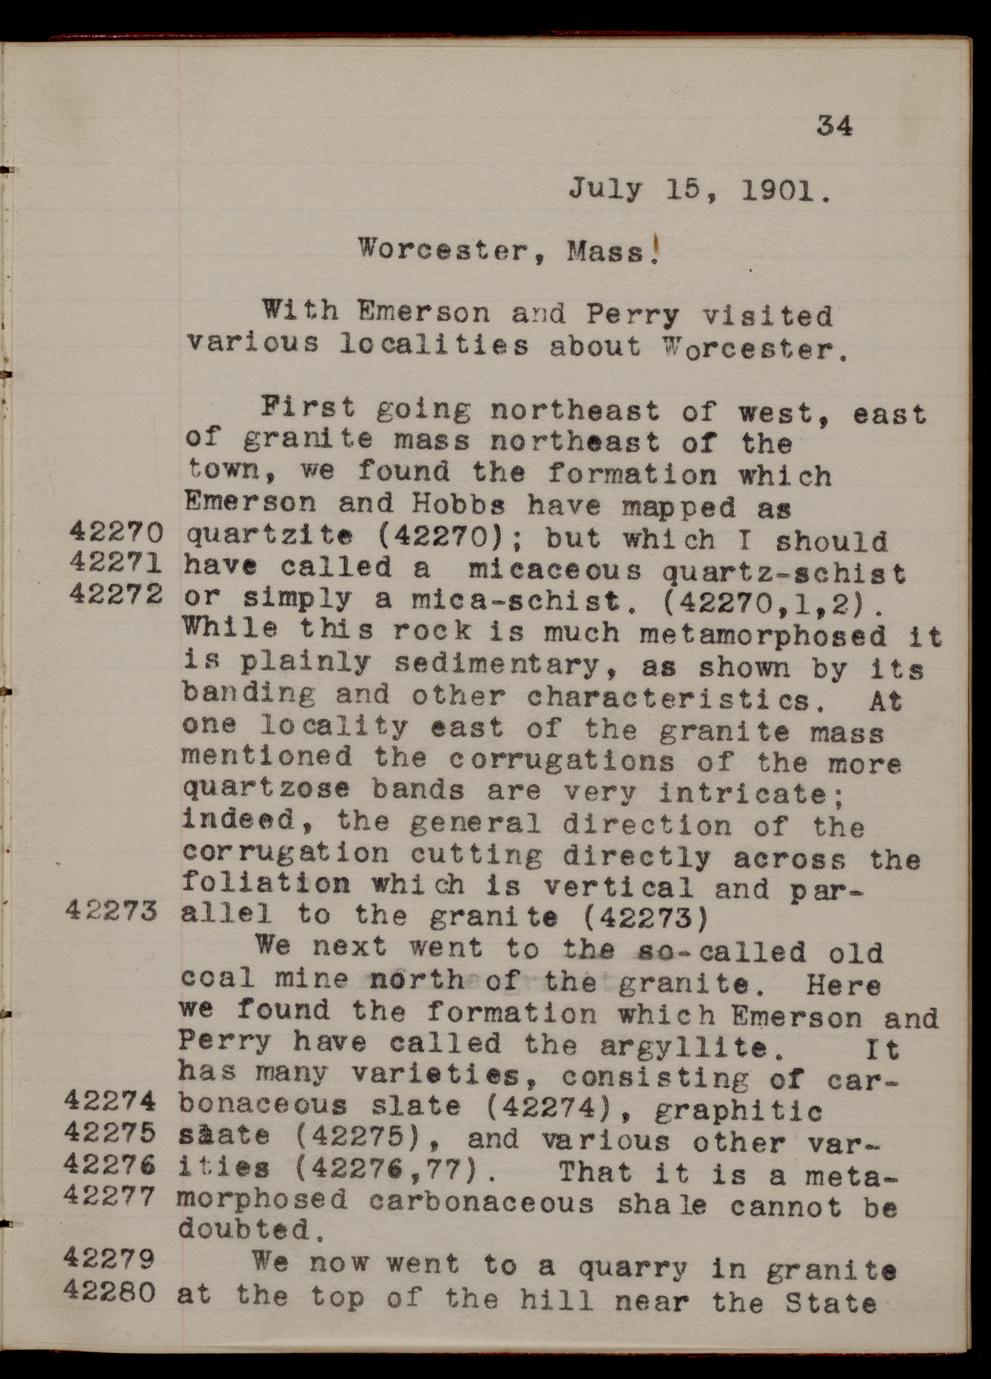 34
July 15, 1901.
Worcester, Mass!
With Emerson and Perry visited
various localities about Worcester.
First going northeast of west, east
of granite mass northeast of the
town, we found the formation which
Emerson and Hobbs have mapped as
42270 quartzite (42270); but which I should
42271 have called a micaceous quartz-schist
42272 or simply a mica-schist. (42270,1,2).
While this rock is much metamorphosed it
is plainly sedimentary, as shown by its
banding and other characteristics. At
one locality east of the granite mass
mentioned the corrugations of the more
quartzose bands are very intricate;
indeed, the general direction of the
corrugation cutting directly across the
foliation which is vertical and par-
42273 allel to the granite (42273)
We next went to the so-called old
coal mine north of the granite. Here
we found the formation which Emerson and
Perry have called the argyllite. It
has many varieties, consisting of car-
42274 bonaceous slate (42274), graphitic
42275 slate (42275), and various other var-
42276 ities (42276,77). That it is a meta-
42277 morphosed carbonaceous shale cannot be
doubted.
42279 We now went to a quarry in granite
42280 at the top of the hill near the State